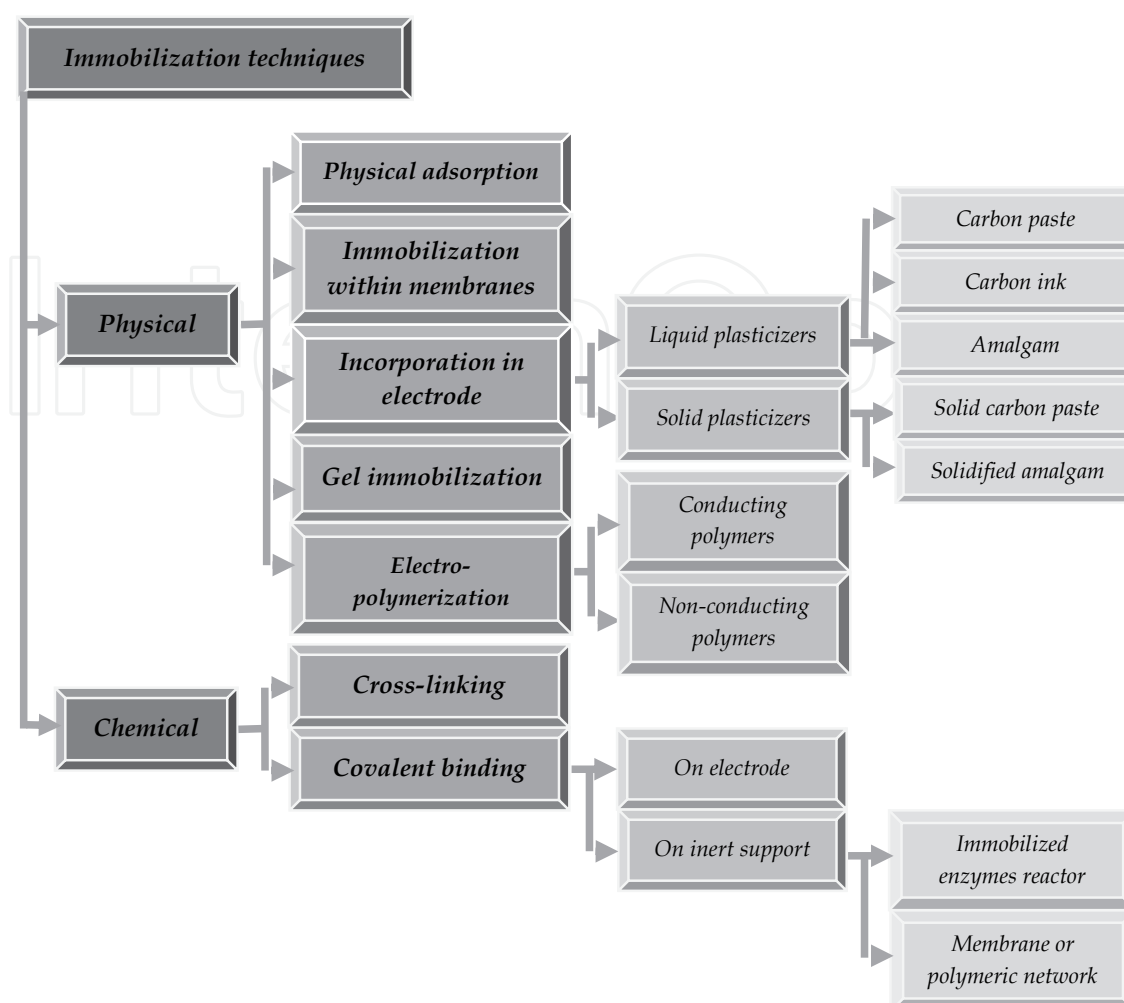 Immobilization techniques
Physical
Physical adsorption
Immobilization
within membranes
Incorporation in
electrode
Liquid plasticizers
Carbon paste
Carbon ink
Amalgam
Solid plasticizers
Solid carbon paste
Solidified amalgam
Gel immobilization
Electro-
polymerization
Conducting
polymers
Non-conducting
polymers
Chemical
Cross-linking
Covalent binding
On electrode
On inert support
Immobilized
enzymes reactor
Membrane or
polymeric network